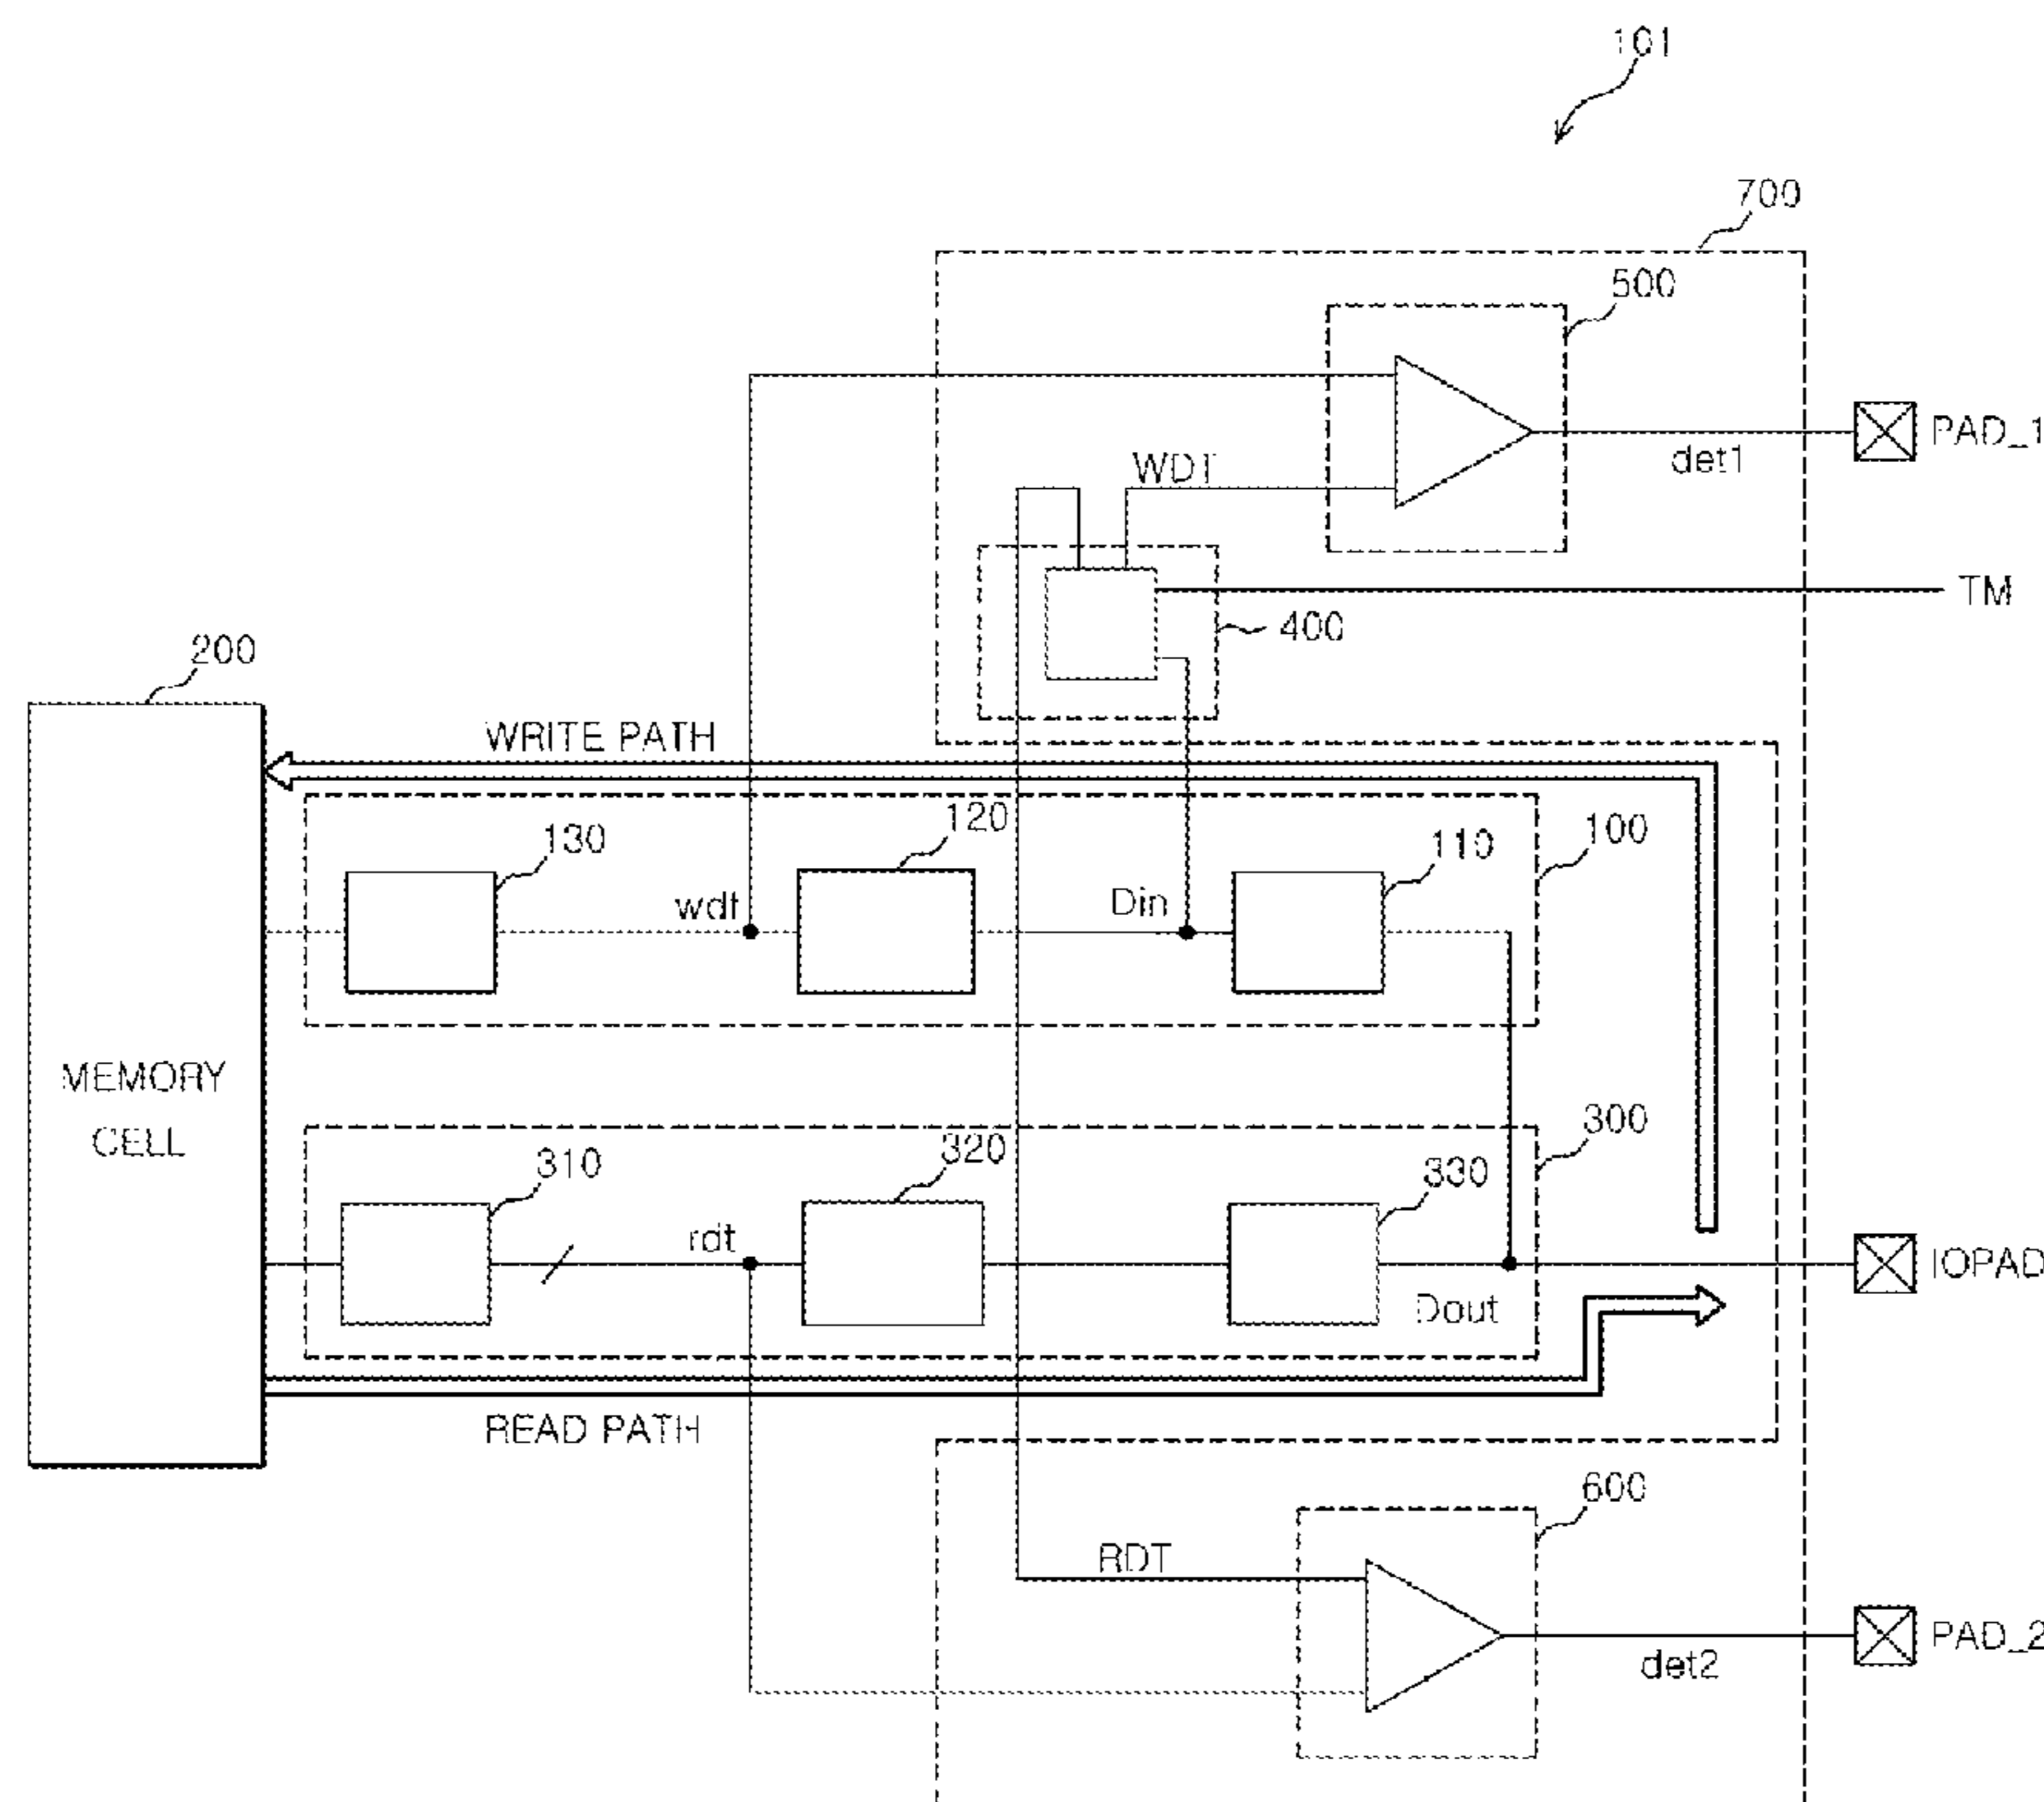 101
700
500
PAD_1
det1
WDT
TM
400
200
WRITE PATH
130
120
110
100
wdt
Din
MEMORY
CELL
310
320
330
300
rdt
Dout
IOPAD
READ PATH
600
RDT
PAD_2
det2